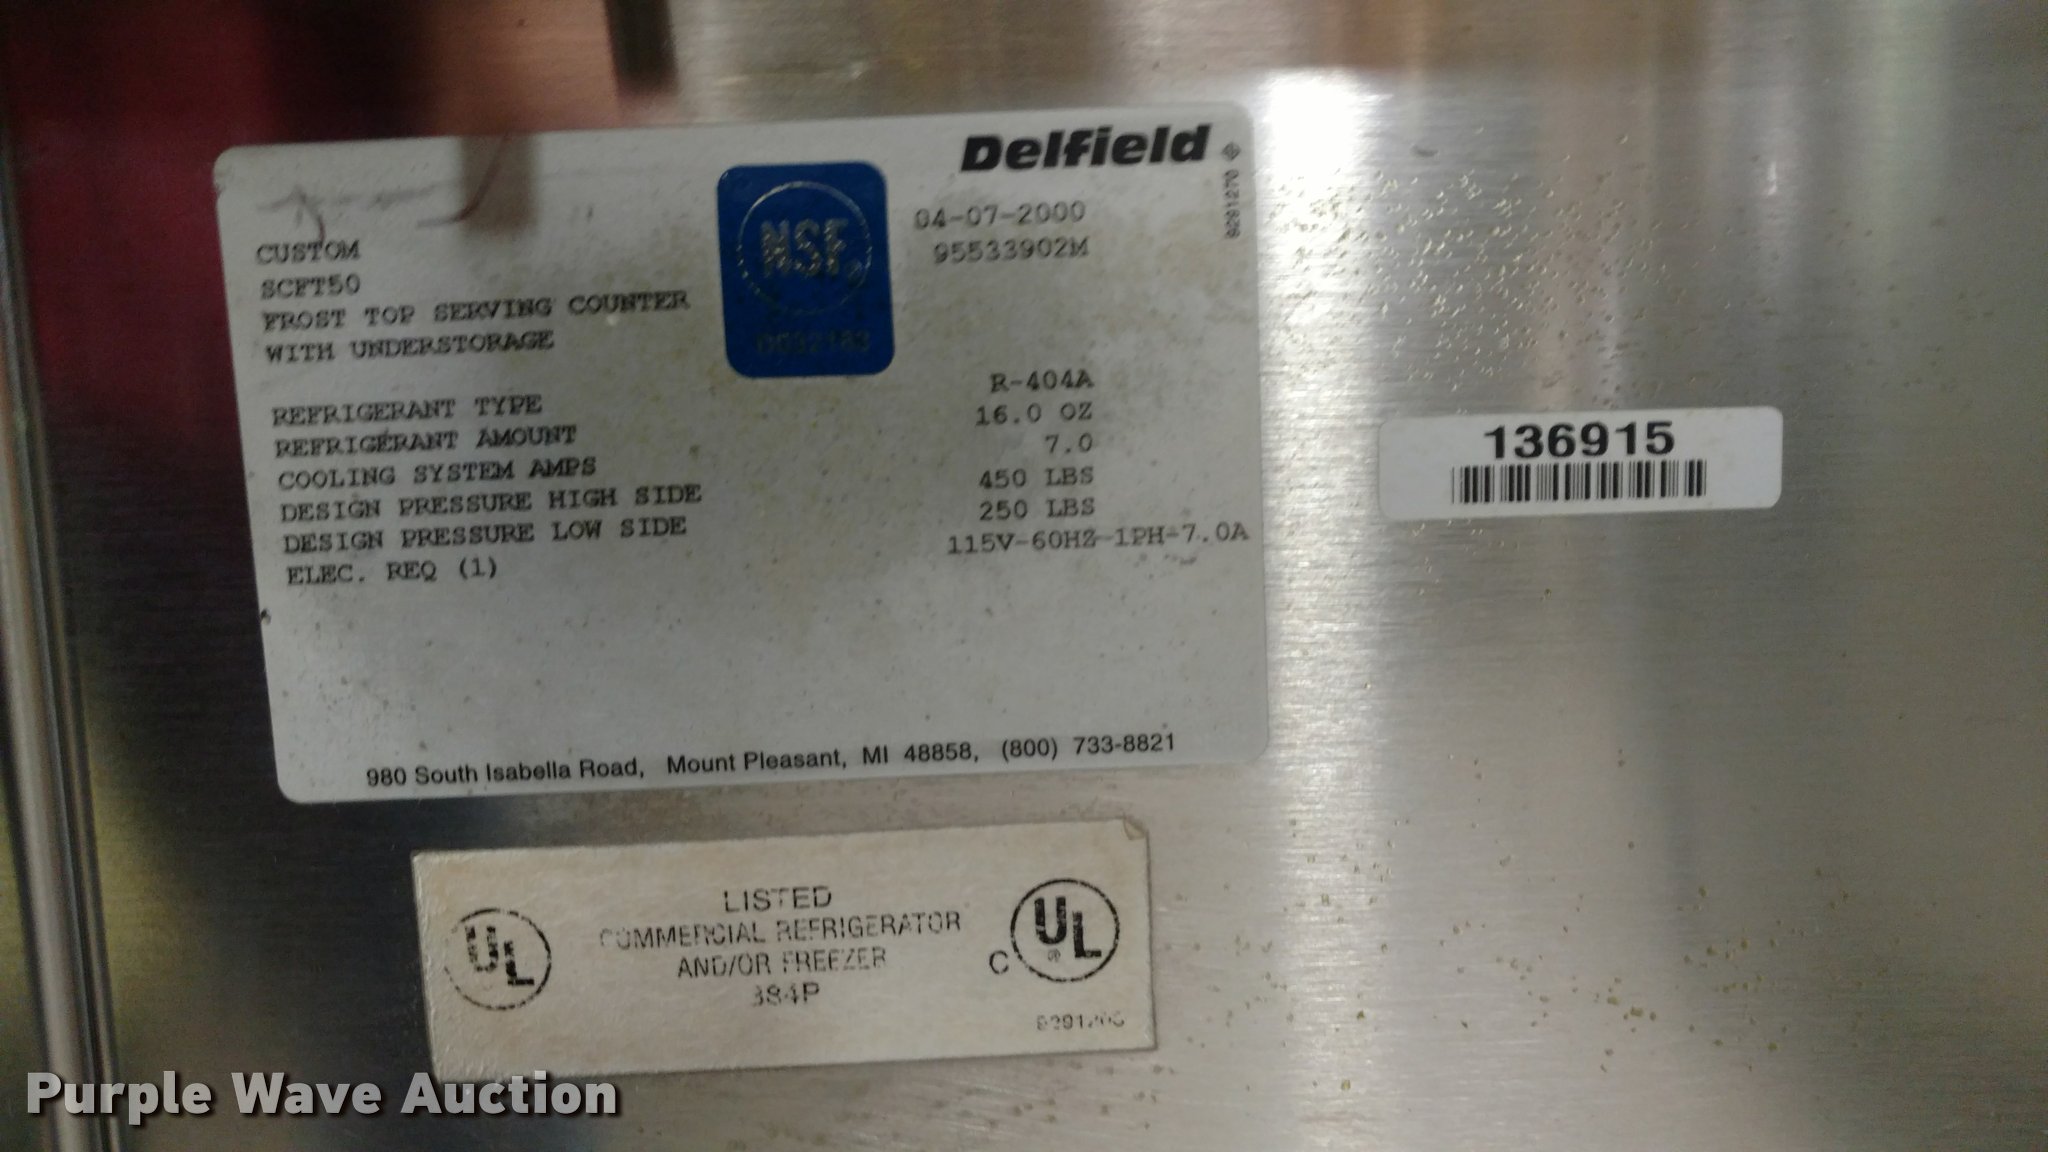 Delfield
04-07-2000
95533902M
9291270
NSF®
CUSTOM
SCFT50
FROST TOP SERVING COUNTER
WITH UNDERSTORAGE
REFRIGERANT TYPE R-404A
REFRIGERANT AMOUNT 16.0 OZ
COOLING SYSTEM AMPS 7.0
DESIGN PRESSURE HIGH SIDE 450 LBS
DESIGN PRESSURE LOW SIDE 250 LBS
ELEC. REQ (1) 115V-60HZ-1PH-7.0A
980 South Isabella Road, Mount Pleasant, MI 48858, (800) 733-8821
136915
LISTED
COMMERCIAL REFRIGERATOR
AND/OR FREEZER
384P
UL
C UL ®
Purple Wave Auction